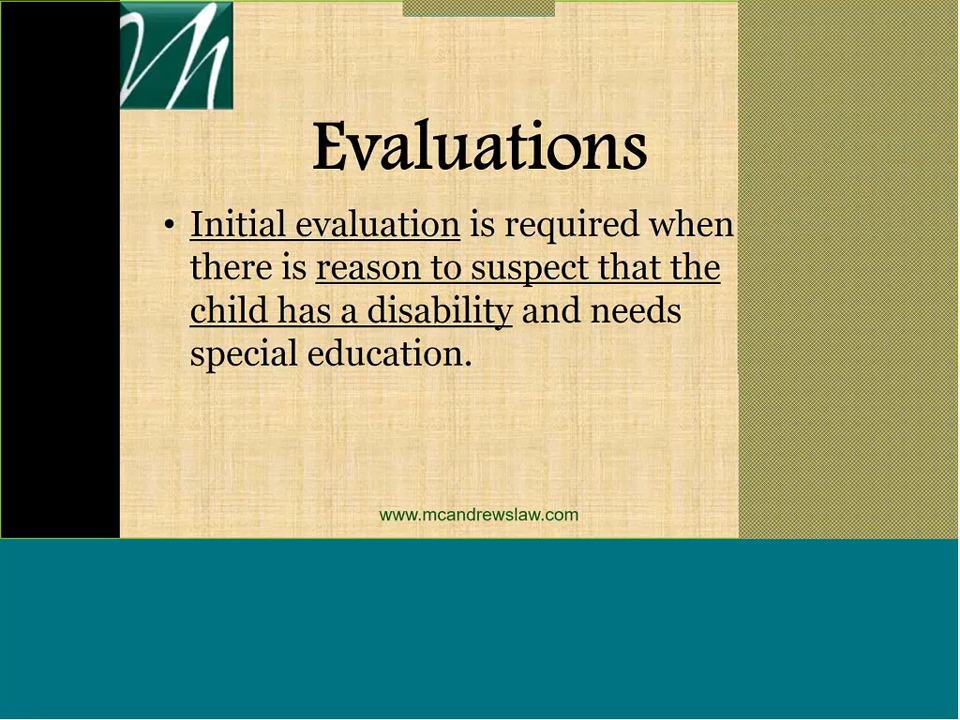 Evaluations
• Initial evaluation is required when
there is reason to suspect that the
child has a disability and needs
special education.
www.mcandrewslaw.com